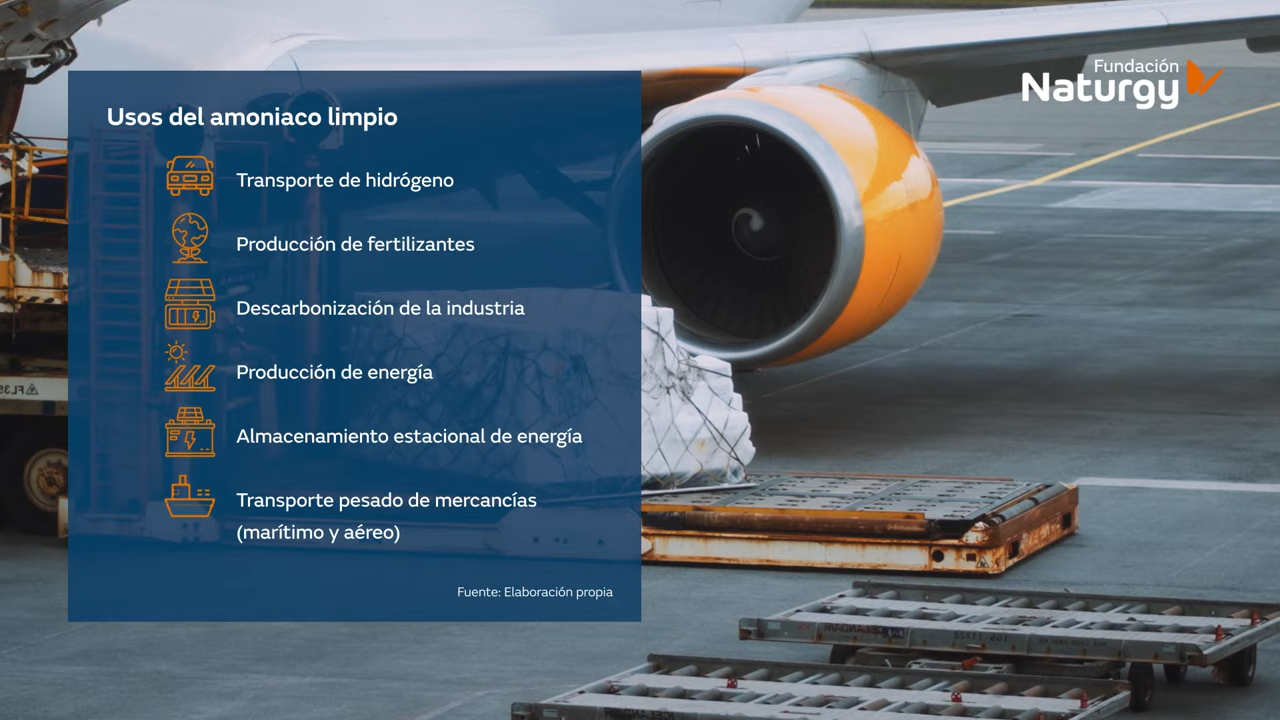 Fundación
Naturgy
Usos del amoniaco limpio
Transporte de hidrógeno
Producción de fertilizantes
Descarbonización de la industria
Producción de energía
Almacenamiento estacional de energía
Transporte pesado de mercancías
(marítimo y aéreo)
Fuente: Elaboración propia